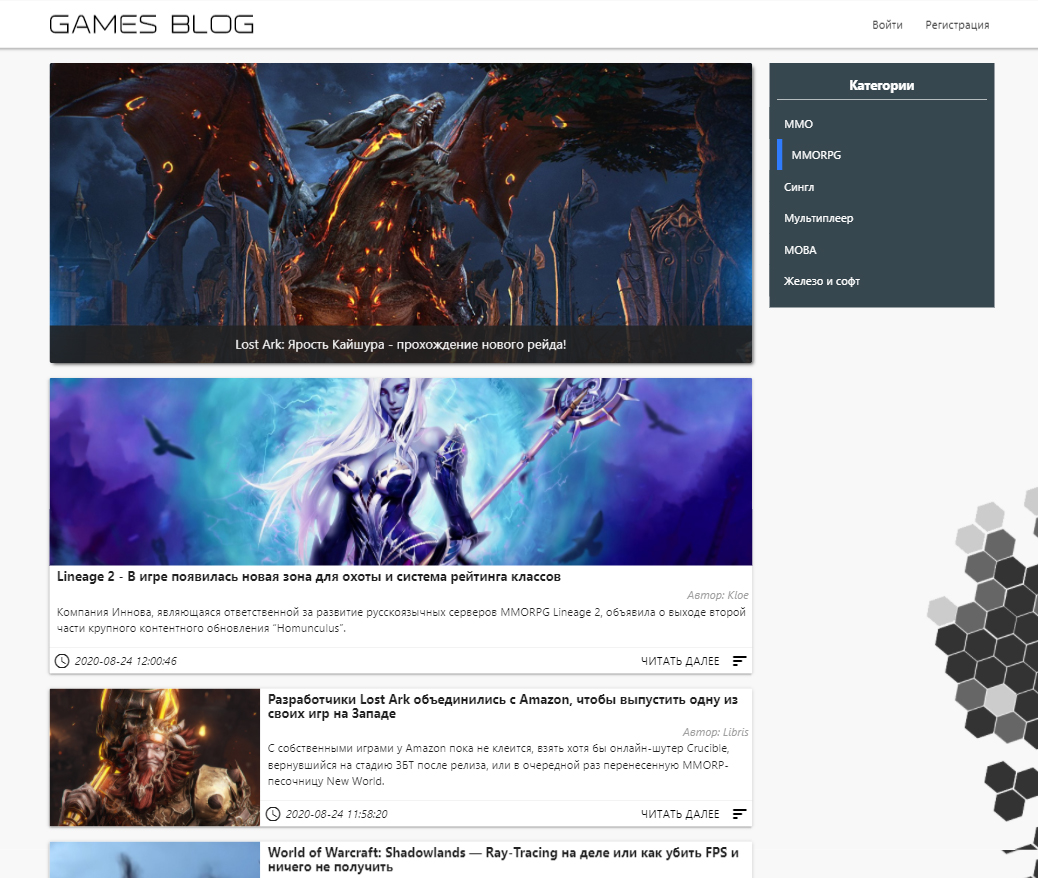 GAMES BLOG
Войти
Регистрация
Lost Ark: Ярость Кайшура - прохождение нового рейда!
Категории
ММО
MMORPG
Сингл
Мультиплеер
MOBA
Железо и софт
Lineage 2 - В игре появилась новая зона для охоты и система рейтинга классов
Автор: Kloe
Компания Иннова, являющаяся ответственной за развитие русскоязычных серверов MMORPG Lineage 2, объявила о выходе второй
части крупного контентного обновления “Homunculus”.
2020-08-24 12:00:46
ЧИТАТЬ ДАЛЕЕ
Разработчики Lost Ark объединились с Amazon, чтобы выпустить одну из
своих игр на Западе
Автор: Libris
С собственными играми у Amazon пока не клеится, взять хотя бы онлайн-шутер Crucible,
вернувшийся на стадию ЗБТ после релиза, или в очередной раз перенесенную MMORP-
песочницу New World.
2020-08-24 11:58:20
ЧИТАТЬ ДАЛЕЕ
World of Warcraft: Shadowlands — Ray-Tracing на деле или как убить FPS и
ничего не получить